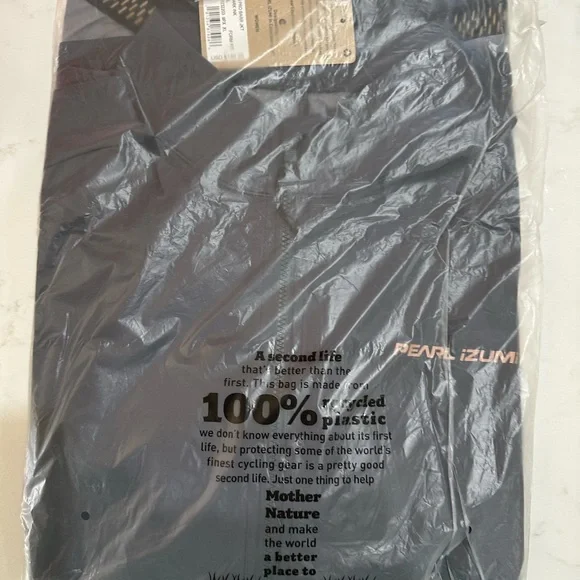 WOMEN'S
PEARL iZUMi
A second life
that's better than the
first. This bag is made from
100% recycled
plastic
we don't know everything about its first
life, but protecting some of the world's
finest cycling gear is a pretty good
second life. Just one thing to help
Mother
Nature
and make
the world
a better
place to